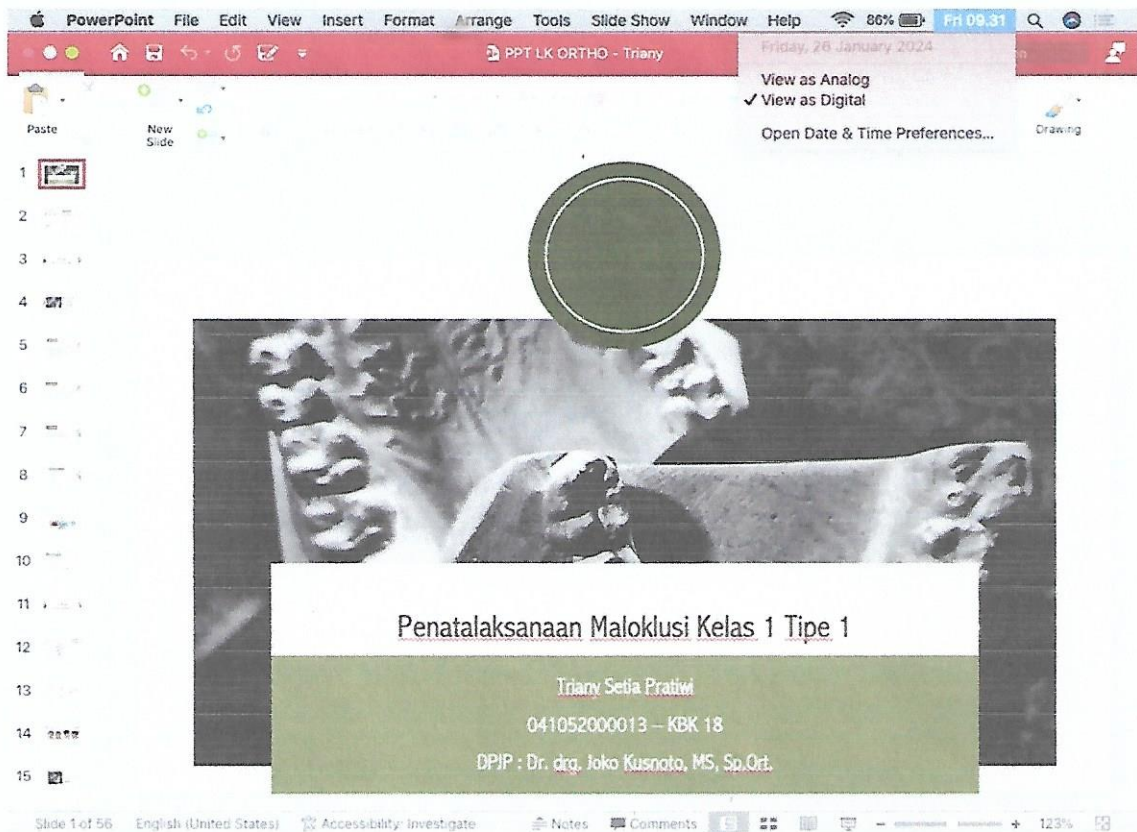 PowerPoint File Edit View Insert Format Arrange Tools Slide Show Window Help 86% Fri 09.31
PPT LK ORTHO - Triany
Friday, 26 January 2024
View as Analog
✓ View as Digital
Open Date & Time Preferences...
Paste
New Slide
Drawing
1
2
3
4
5
6
7
8
9
10
11
12
13
14
15
Penatalaksanaan Maloklusi Kelas 1 Tipe 1
Triany Setia Pratiwi
041052000013 – KBK 18
DPJP : Dr. drg. Joko Kusnoto, MS, Sp.Ort.
Slide 1 of 56 English (United States) Accessibility: Investigate Notes Comments 123%